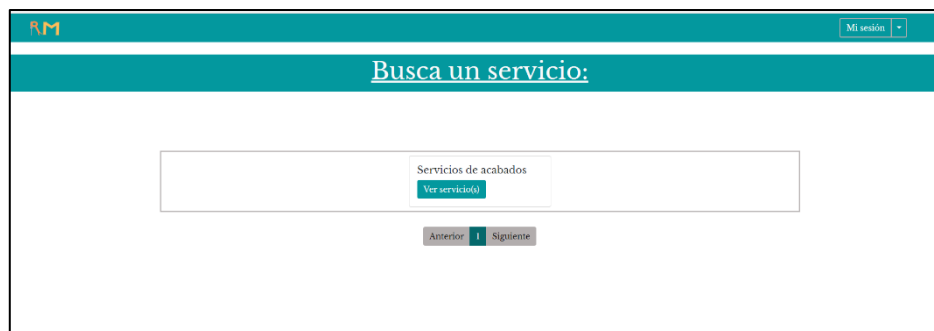 RM
Mi sesión
Busca un servicio:
Servicios de acabados
Ver servicio(s)
Anterior 1 Siguiente